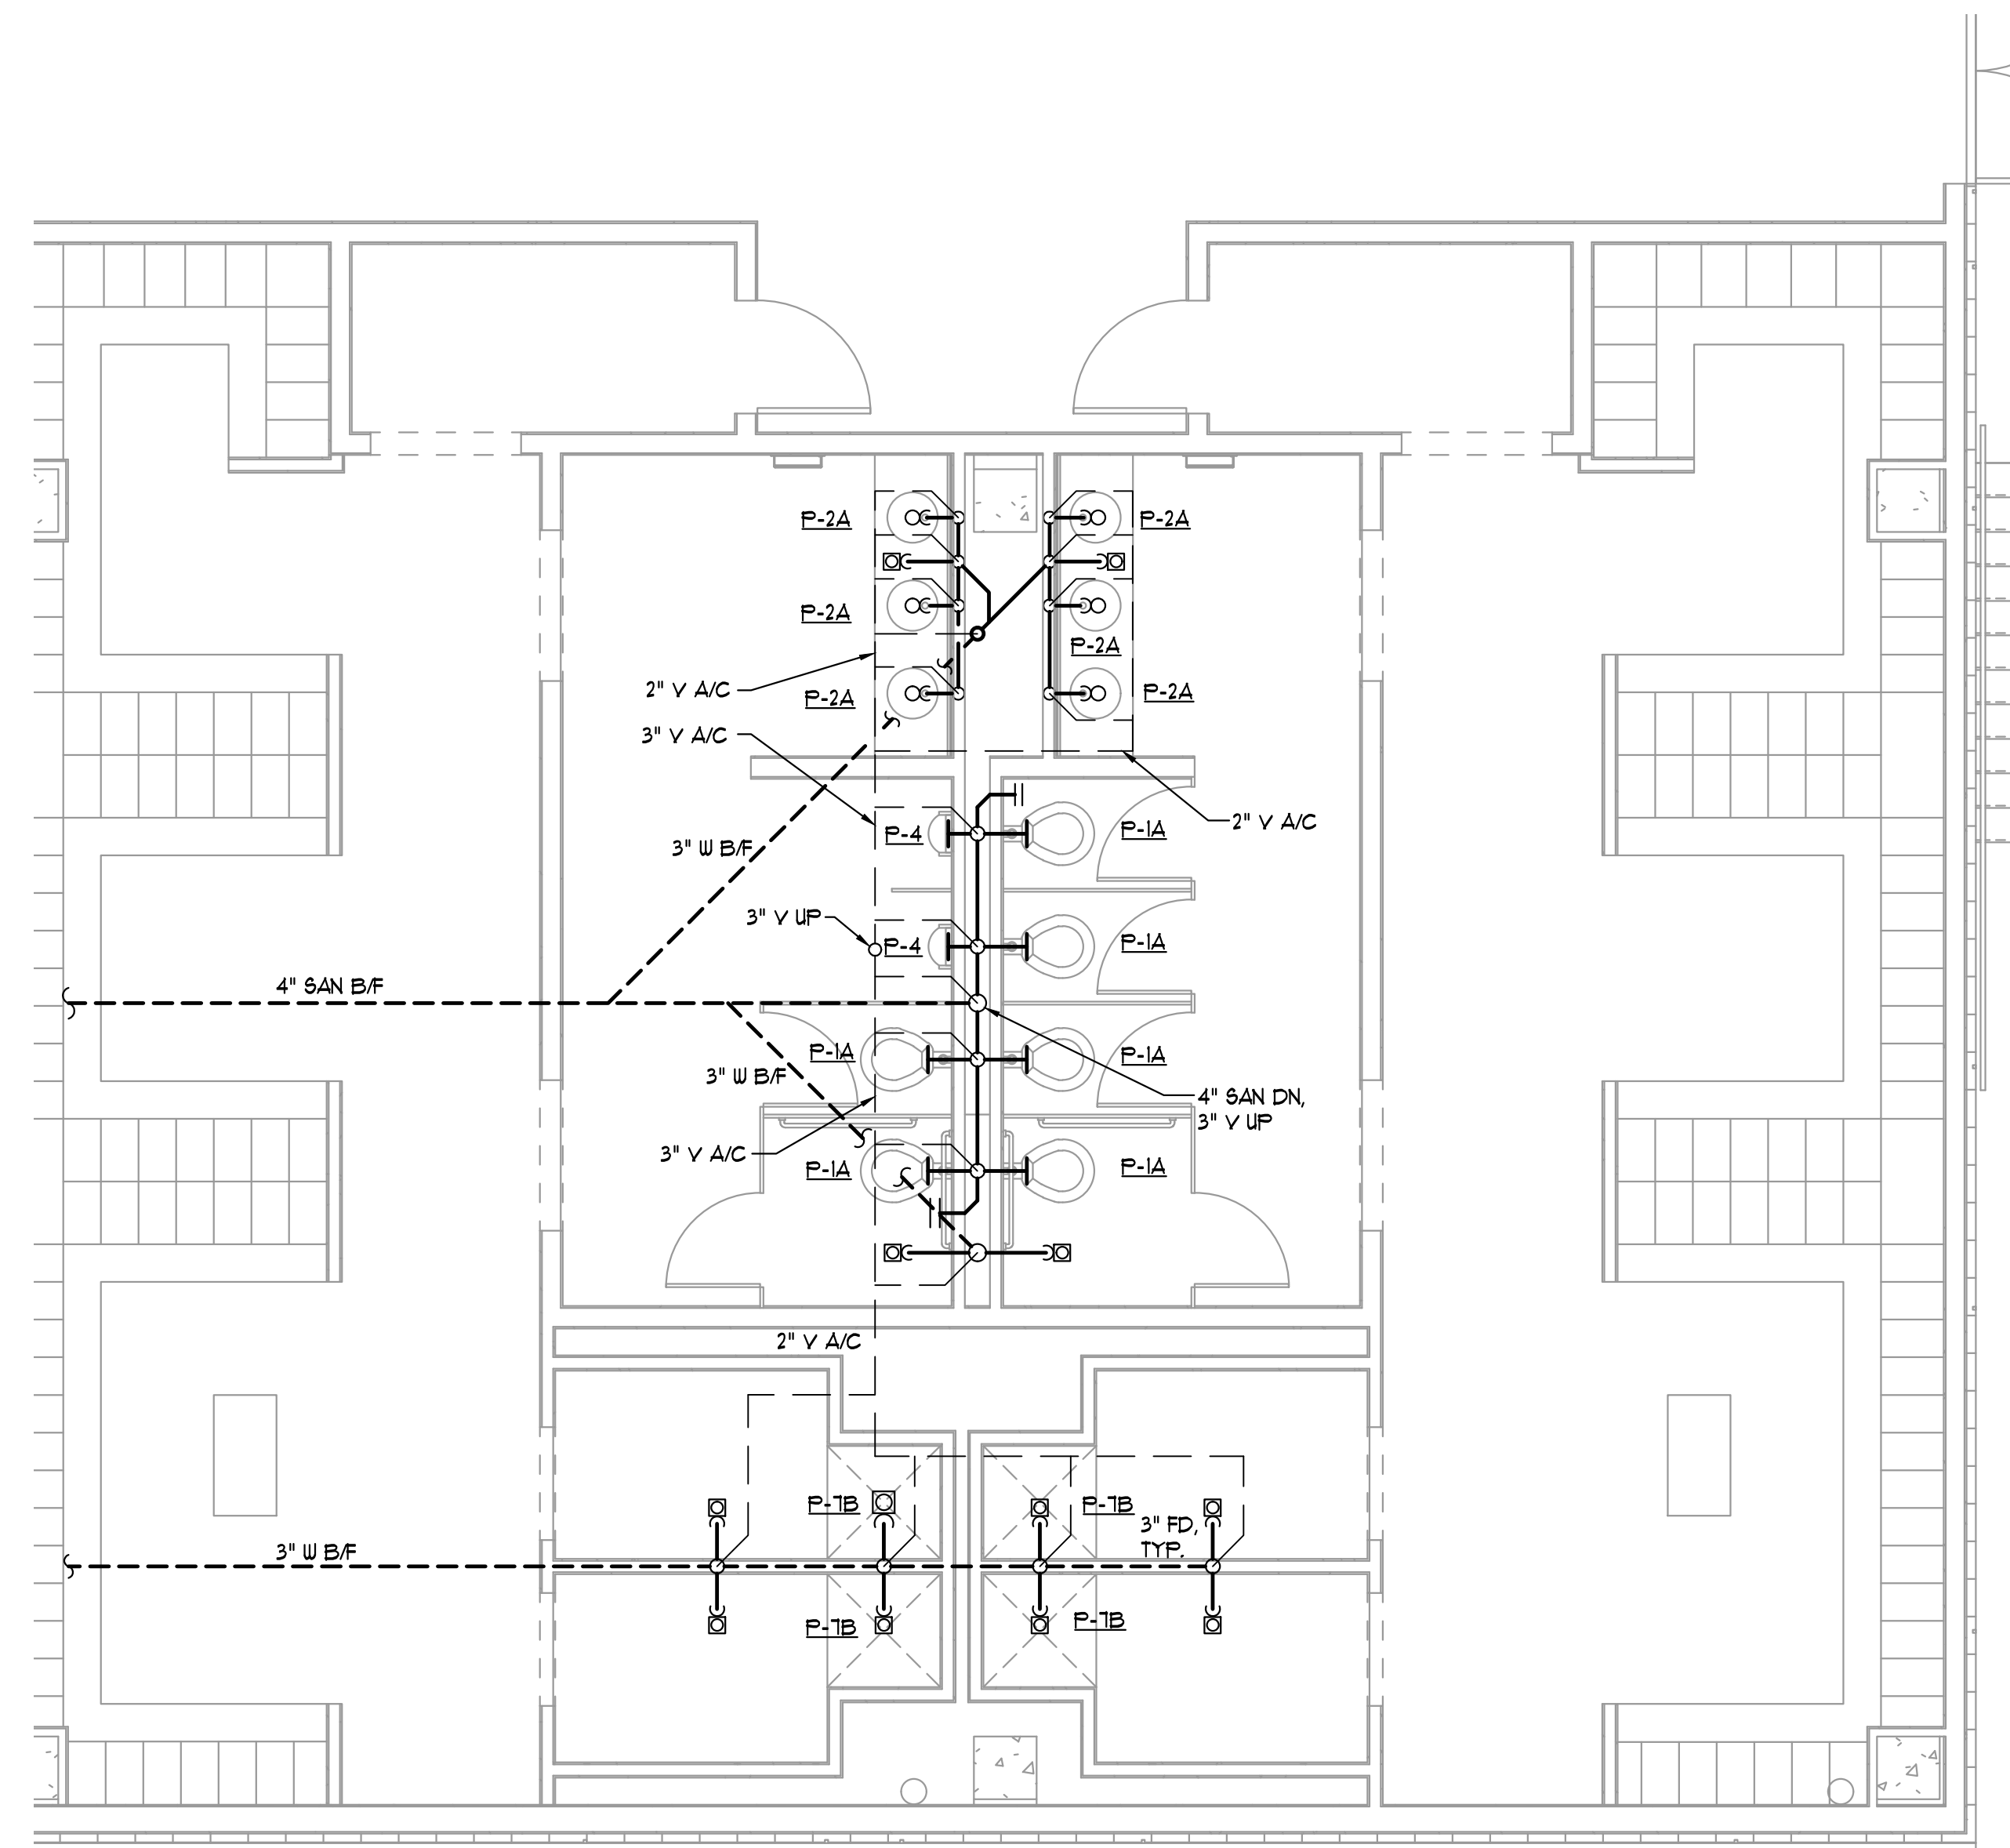 P-2A
P-2A
P-2A
P-2A
2" V A/C
P-2A
P-2A
3" V A/C
2" V A/C
P-4
P-1A
3" W B/F
3" V UP
P-4
P-1A
4" SAN B/F
P-1A
P-1A
3" W B/F
4" SAN DN,
3" V UP
3" V A/C
P-1A
P-1A
2" V A/C
P-7B
P-7B
3" FD,
TYP.
3" W B/F
P-7B
P-7B